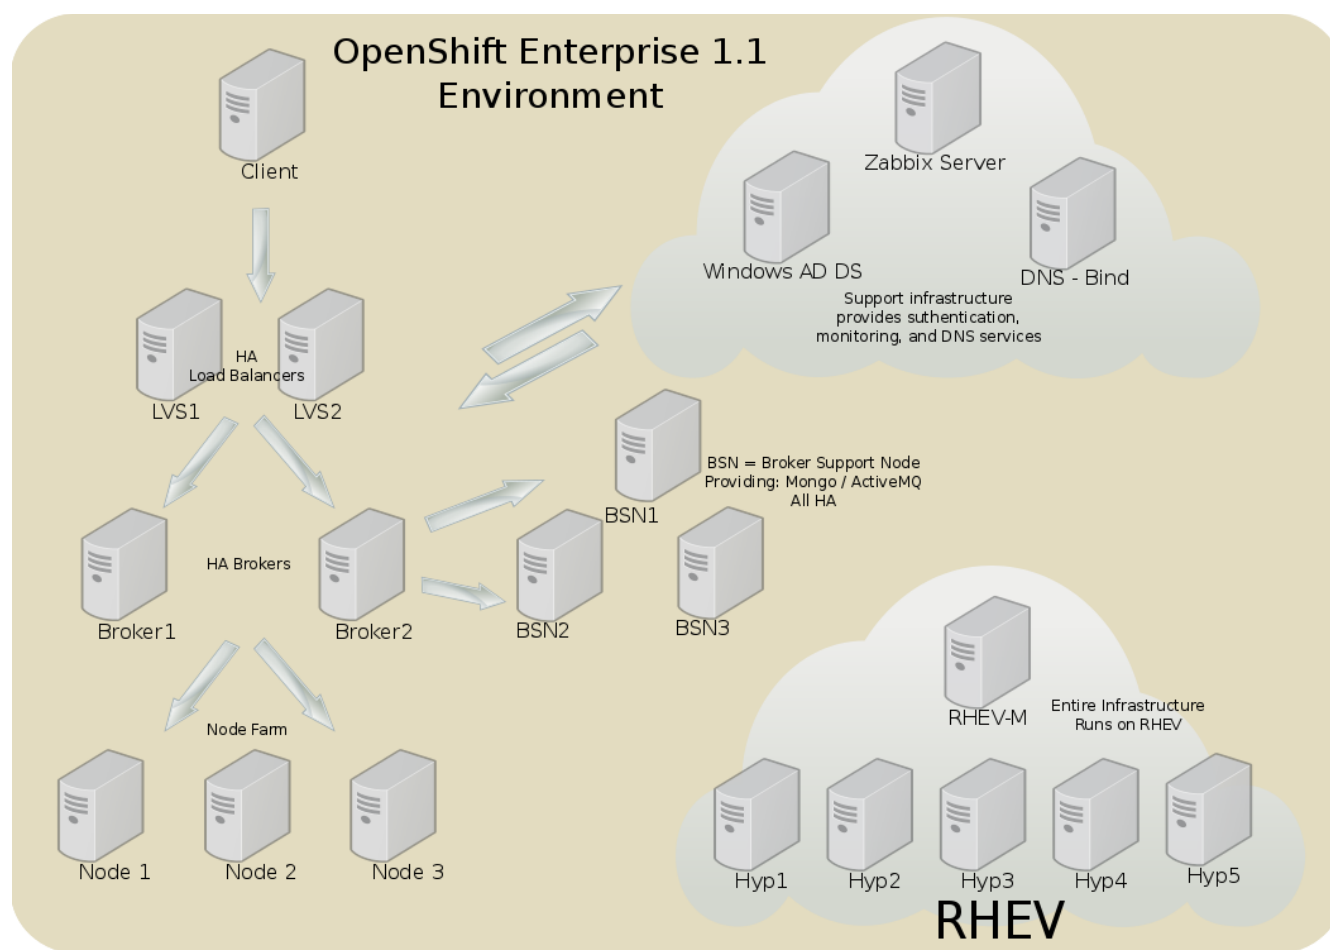 OpenShift Enterprise 1.1
Environment
Client
Zabbix Server
Windows AD DS
DNS - Bind
Support infrastructure
provides suthentication,
monitoring, and DNS services
HA
Load Balancers
LVS1
LVS2
BSN = Broker Support Node
Providing: Mongo / ActiveMQ
All HA
BSN1
HA Brokers
Broker1
Broker2
BSN2
BSN3
RHEV-M
Entire Infrastructure
Runs on RHEV
Node Farm
Node 1
Node 2
Node 3
Hyp1
Hyp2
Hyp3
Hyp4
Hyp5
RHEV